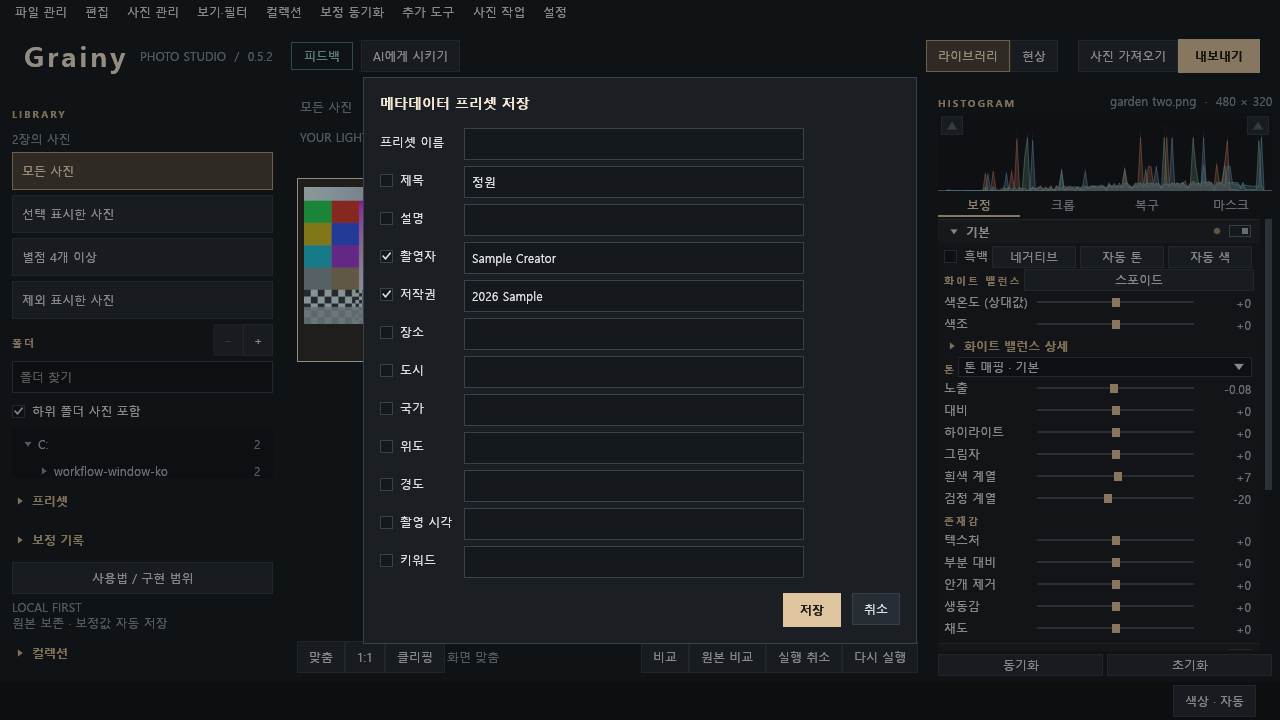 파일 관리 편집 사진 관리 보기·필터 컬렉션 보정 동기화 추가 도구 사진 작업 설정
Grainy PHOTO STUDIO / 0.5.2 피드백 AI에게 시키기 라이브러리 현상 사진 가져오기 내보내기
LIBRARY
2장의 사진
모든 사진
선택 표시한 사진
별점 4개 이상
제외 표시한 사진
폴더 − +
폴더 찾기
하위 폴더 사진 포함
C: 2
workflow-window-ko 2
프리셋
보정 기록
사용법 / 구현 범위
LOCAL FIRST
원본 보존 · 보정값 자동 저장
컬렉션
모든 사진
YOUR LIGH
메타데이터 프리셋 저장
프리셋 이름
제목 정원
설명
촬영자 Sample Creator
저작권 2026 Sample
장소
도시
국가
위도
경도
촬영 시각
키워드
저장 취소
맞춤 1:1 클리핑 화면 맞춤 비교 원본 비교 실행 취소 다시 실행
HISTOGRAM garden two.png · 480 × 320
보정 크롭 복구 마스크
기본
흑백 네거티브 자동 톤 자동 색
화이트 밸런스 스포이드
색온도 (상대값) +0
색조 +0
화이트 밸런스 상세
톤 톤 매핑 · 기본
노출 -0.08
대비 +0
하이라이트 +0
그림자 +0
흰색 계열 +7
검정 계열 -20
존재감
텍스처 +0
부분 대비 +0
안개 제거 +0
생동감 +0
채도 +0
동기화 초기화
색상 · 자동